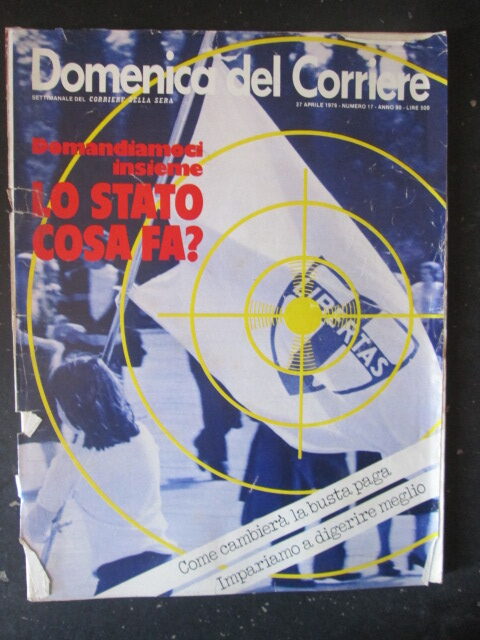 Domenica del Corriere
SETTIMANALE DEL CORRIERE DELLA SERA
27 APRILE 1978 - NUMERO 17 - ANNO 80 - LIRE 500
Domandiamoci
insieme
LO STATO
COSA FA?
LIBERTAS
Come cambierà la busta paga
Impariamo a digerire meglio